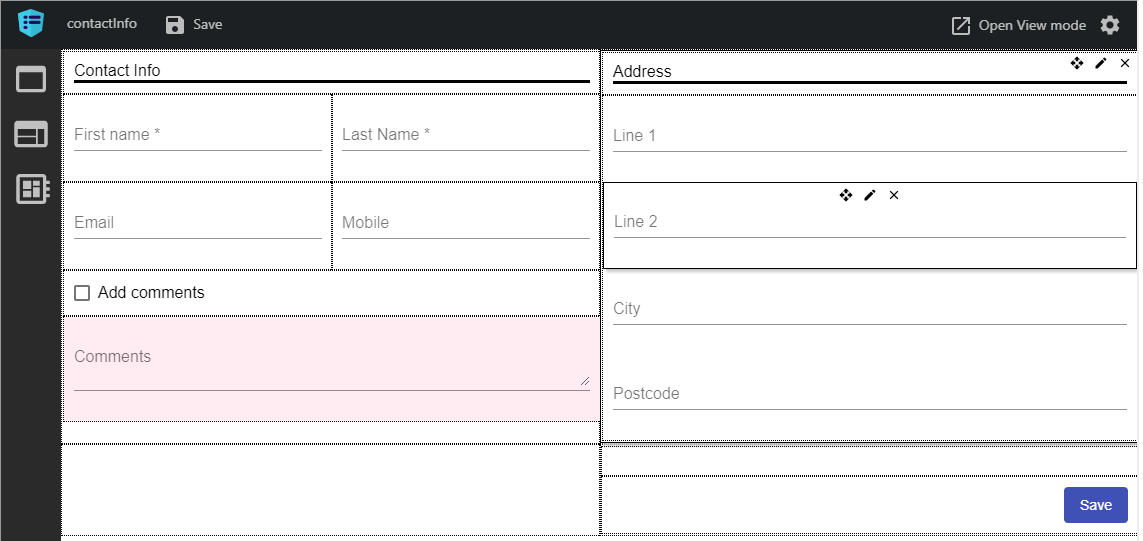 contactInfo
Save
Open View mode
Contact Info
Address
First name *
Last Name *
Line 1
Email
Mobile
Line 2
Add comments
City
Comments
Postcode
Save